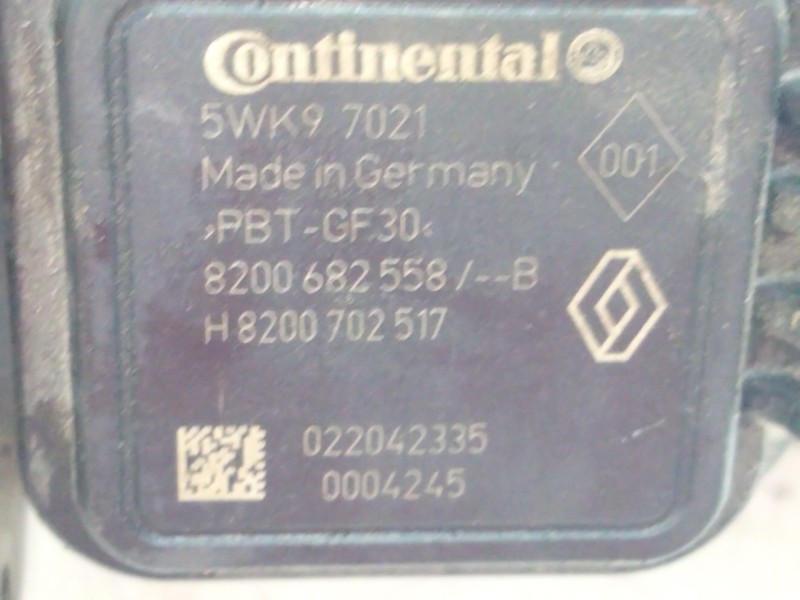 Continental
5WK9 7021
Made in Germany
001
›PBT-GF30‹
8200 682 558 /--B
H 8200 702 517
022042335
0004245